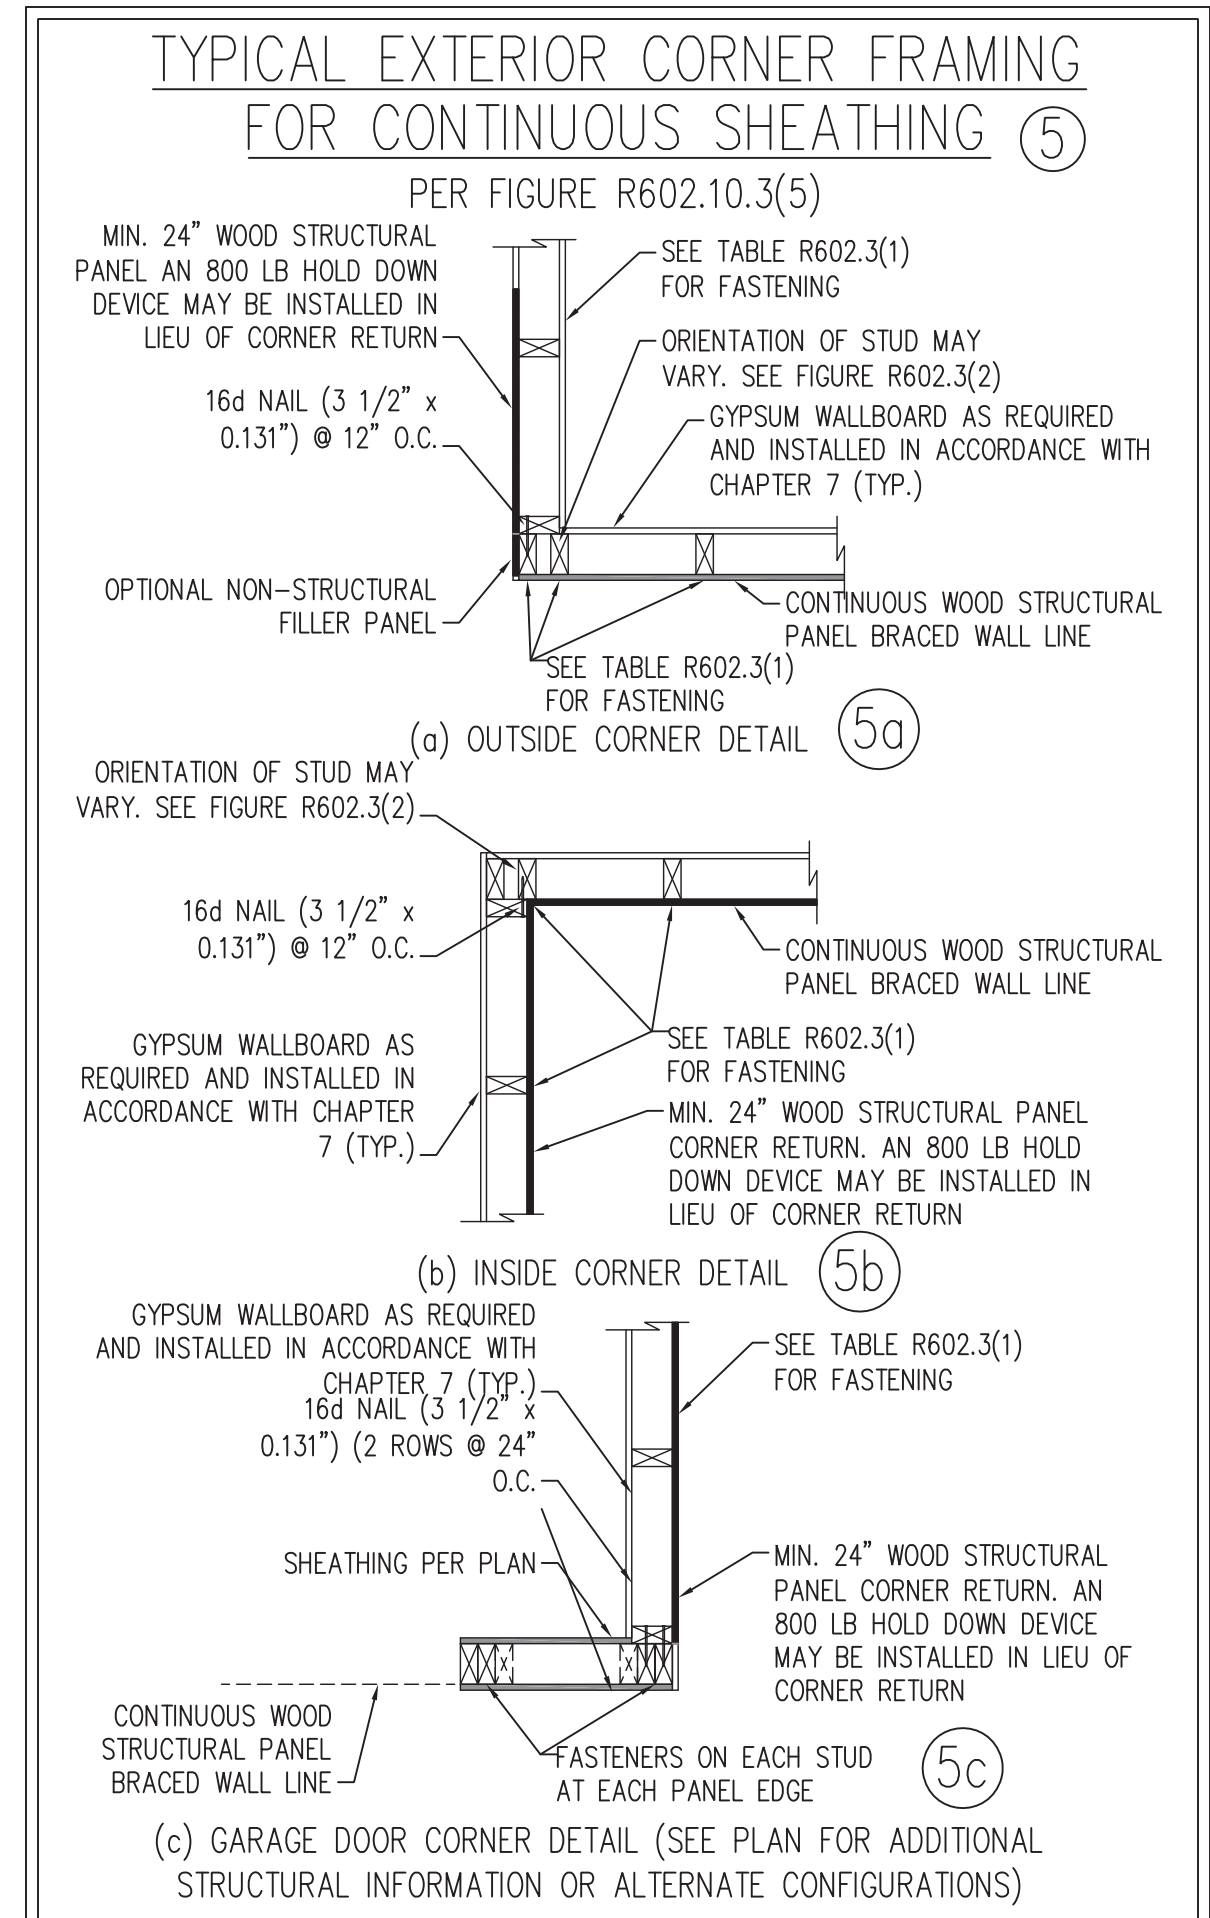 TYPICAL EXTERIOR CORNER FRAMING
FOR CONTINUOUS SHEATHING 5
PER FIGURE R602.10.3(5)
MIN. 24” WOOD STRUCTURAL
PANEL AN 800 LB HOLD DOWN
DEVICE MAY BE INSTALLED IN
LIEU OF CORNER RETURN
16d NAIL (3 1/2” x
0.131”) @ 12” O.C.
OPTIONAL NON-STRUCTURAL
FILLER PANEL
SEE TABLE R602.3(1)
FOR FASTENING
ORIENTATION OF STUD MAY
VARY. SEE FIGURE R602.3(2)
GYPSUM WALLBOARD AS REQUIRED
AND INSTALLED IN ACCORDANCE WITH
CHAPTER 7 (TYP.)
CONTINUOUS WOOD STRUCTURAL
PANEL BRACED WALL LINE
SEE TABLE R602.3(1)
FOR FASTENING
(a) OUTSIDE CORNER DETAIL 5a
ORIENTATION OF STUD MAY
VARY. SEE FIGURE R602.3(2)
16d NAIL (3 1/2” x
0.131”) @ 12” O.C.
GYPSUM WALLBOARD AS
REQUIRED AND INSTALLED IN
ACCORDANCE WITH CHAPTER
7 (TYP.)
CONTINUOUS WOOD STRUCTURAL
PANEL BRACED WALL LINE
SEE TABLE R602.3(1)
FOR FASTENING
MIN. 24” WOOD STRUCTURAL PANEL
CORNER RETURN. AN 800 LB HOLD
DOWN DEVICE MAY BE INSTALLED IN
LIEU OF CORNER RETURN
(b) INSIDE CORNER DETAIL 5b
GYPSUM WALLBOARD AS REQUIRED
AND INSTALLED IN ACCORDANCE WITH
CHAPTER 7 (TYP.)
16d NAIL (3 1/2” x
0.131”) (2 ROWS @ 24”
O.C.
SHEATHING PER PLAN
CONTINUOUS WOOD
STRUCTURAL PANEL
BRACED WALL LINE
SEE TABLE R602.3(1)
FOR FASTENING
MIN. 24” WOOD STRUCTURAL
PANEL CORNER RETURN. AN
800 LB HOLD DOWN DEVICE
MAY BE INSTALLED IN LIEU OF
CORNER RETURN
FASTENERS ON EACH STUD
AT EACH PANEL EDGE
5c
(c) GARAGE DOOR CORNER DETAIL (SEE PLAN FOR ADDITIONAL
STRUCTURAL INFORMATION OR ALTERNATE CONFIGURATIONS)